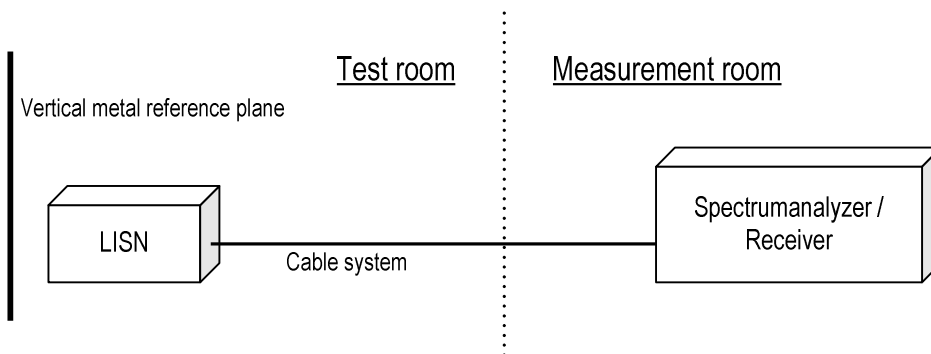 Test room
Measurement room
Vertical metal reference plane
LISN
Cable system
Spectrumanalyzer /
Receiver